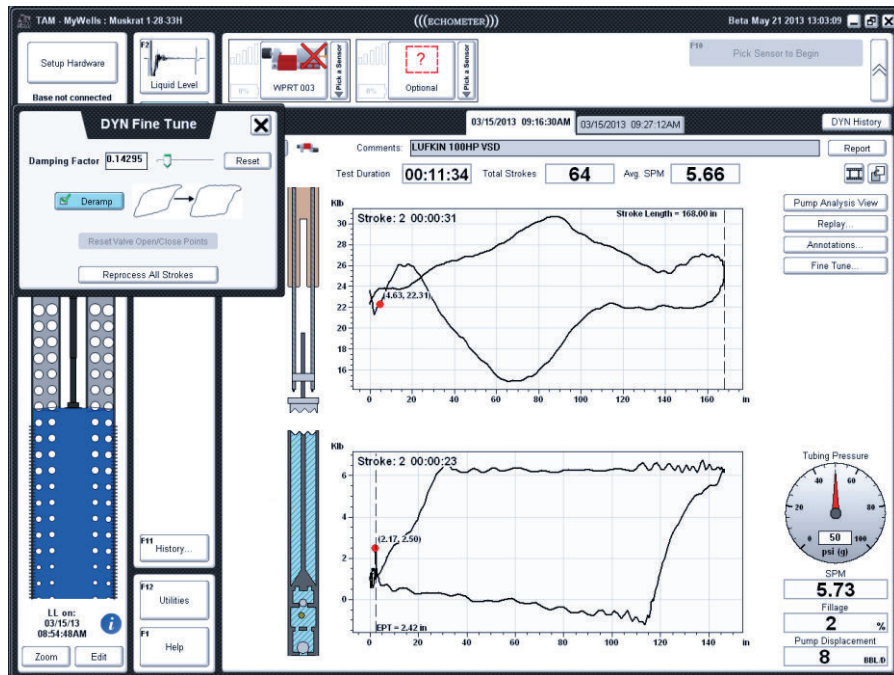 TAM - MyWells : Muskrat 1-28-33H
(((ECHOMETER)))
Beta May 21 2013 13:03:09
Setup Hardware
Base not connected
F2
Liquid Level
0%
WPRT 003
Pick a Sensor
0%
?
Optional
Pick a Sensor
F10
Pick Sensor to Begin
DYN Fine Tune
X
Damping Factor
0.14295
Reset
Deramp
Reset Valve Open/Close Points
Reprocess All Strokes
03/15/2013 09:16:30AM
03/15/2013 09:27:12AM
DYN History
Comments:
LUFKIN 100HP VSD
Report
Test Duration
00:11:34
Total Strokes
64
Avg. SPM
5.66
Pump Analysis View
Replay...
Annotations...
Fine Tune...
Klb
Stroke: 2 00:00:31
Stroke Length = 168.00 in
(4.63, 22.31)
30
28
26
24
22
20
18
16
0 20 40 60 80 100 120 140 160 in
Klb
Stroke: 2 00:00:23
(2.17, 2.50)
EPT = 2.42 in
6
4
2
0
0 20 40 60 80 100 120 140 in
Tubing Pressure
0 20 40 60 80 100
50
psi (g)
SPM
5.73
Fillage
2 %
Pump Displacement
8 BBL/D
F11
History...
F12
Utilities
F1
Help
LL on:
03/15/13
08:54:48AM
i
Zoom
Edit